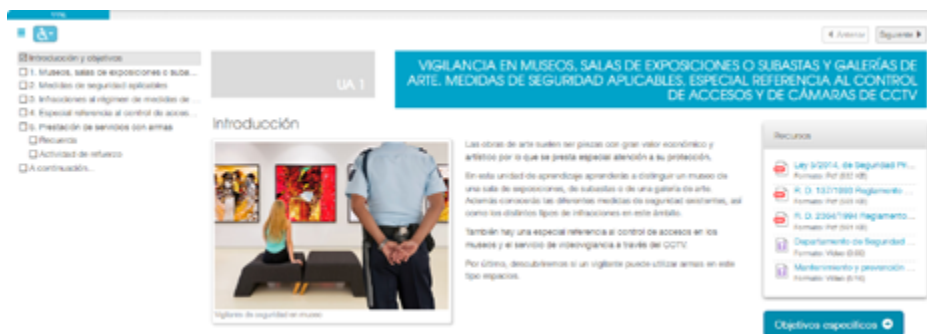 Anterior
Siguiente
Introducción y objetivos
1. Museos, salas de exposiciones o suba...
2. Medidas de seguridad aplicables
3. Infracciones al régimen de medidas de ...
4. Especial referencia al control de acces...
5. Prestación de servicios con armas
Recuerda
Actividad de refuerzo
A continuación...
UA 1
VIGILANCIA EN MUSEOS, SALAS DE EXPOSICIONES O SUBASTAS Y GALERÍAS DE
ARTE. MEDIDAS DE SEGURIDAD APLICABLES. ESPECIAL REFERENCIA AL CONTROL
DE ACCESOS Y DE CÁMARAS DE CCTV
Introducción
Vigilante de seguridad en museo
Las obras de arte suelen ser piezas con gran valor económico y
artístico por lo que se presta especial atención a su protección.
En esta unidad de aprendizaje aprenderás a distinguir un museo de
una sala de exposiciones, de subastas o de una galería de arte.
Además conocerás las diferentes medidas de seguridad existentes, así
como los distintos tipos de infracciones en este ámbito.
También hay una especial referencia al control de accesos en los
museos y el servicio de videovigilancia a través del CCTV.
Por último, descubriremos si un vigilante puede utilizar armas en este
tipo espacios.
Recursos
Ley 5/2014, de Seguridad Pri...
Formato: Pdf
R. D. 137/1993 Reglamento ...
Formato: Pdf
R. D. 2364/1994 Reglamento...
Formato: Pdf
Departamento de Seguridad ...
Formato: Vídeo
Mantenimiento y prevención ...
Formato: Vídeo
Objetivos específicos